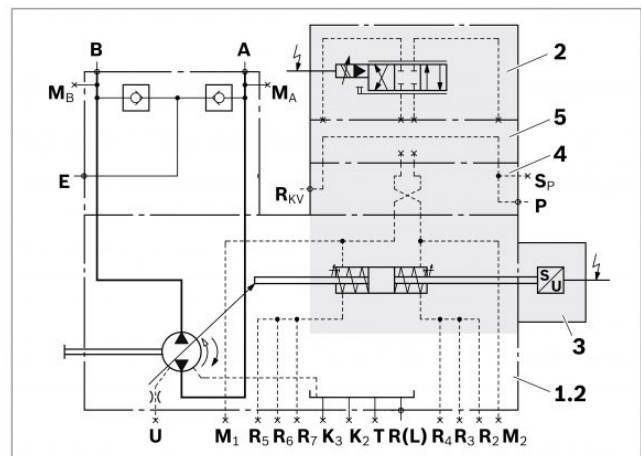 B A
2
M_B M_A
5
4
E
R_KV S_P
P
S
U
3
1.2
U M_1 R_5 R_6 R_7 K_3 K_2 T R(L) R_4 R_3 R_2 M_2